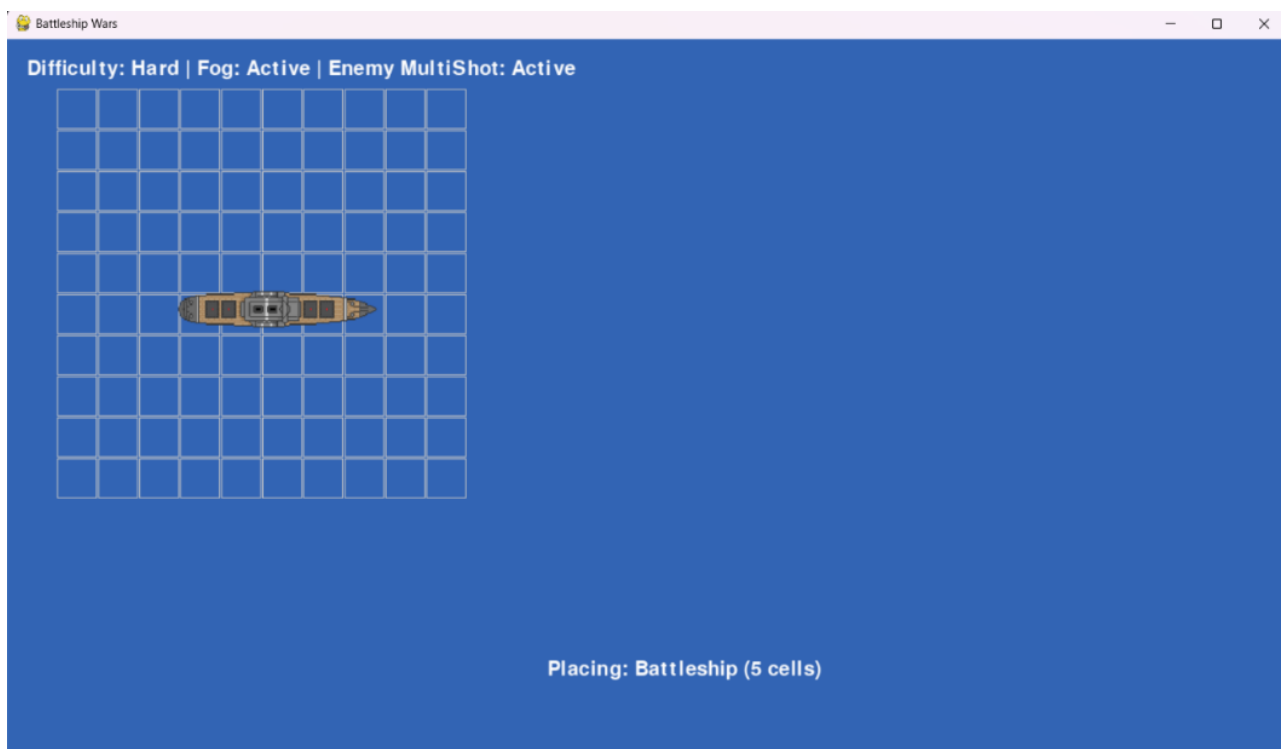 Battleship Wars
Difficulty: Hard | Fog: Active | Enemy MultiShot: Active
Placing: Battleship (5 cells)